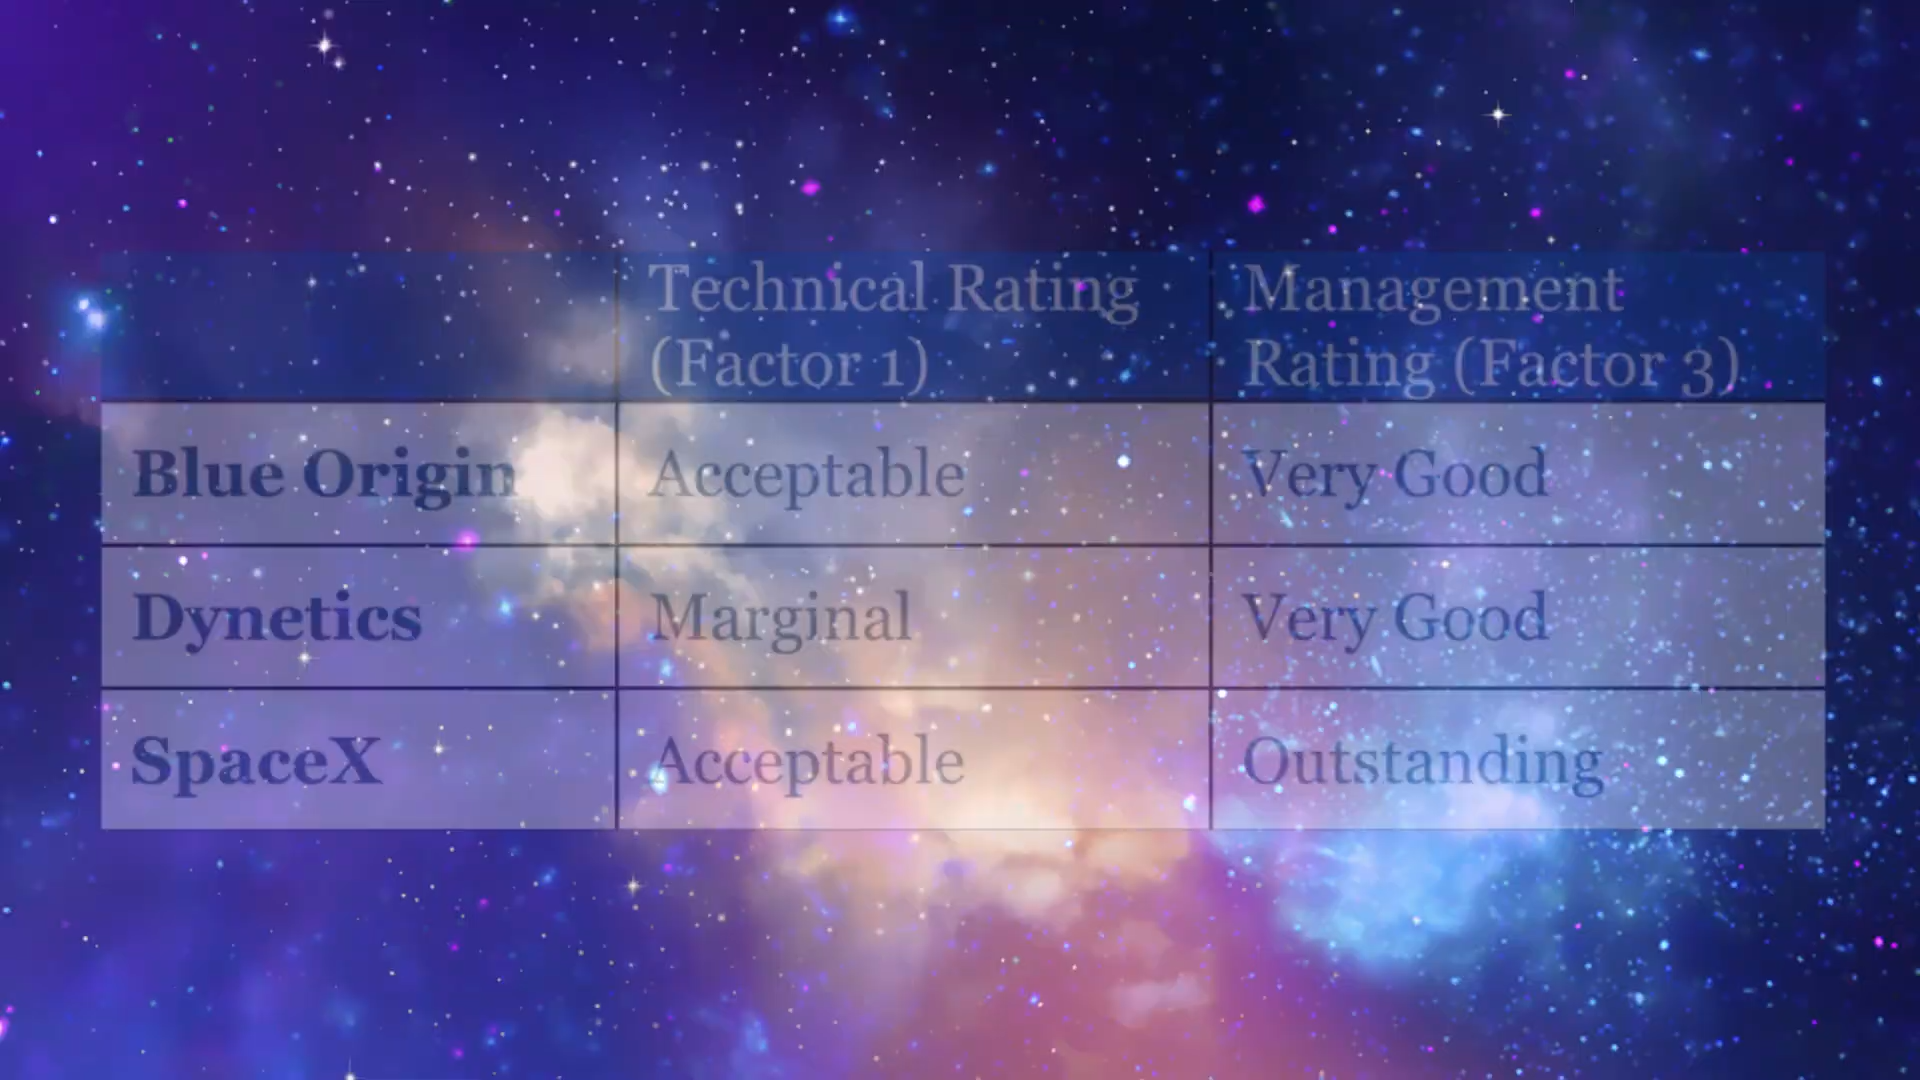 Technical Rating
(Factor 1)
Management
Rating (Factor 3)
Blue Origin
Acceptable
Very Good
Dynetics
Marginal
Very Good
SpaceX
Acceptable
Outstanding